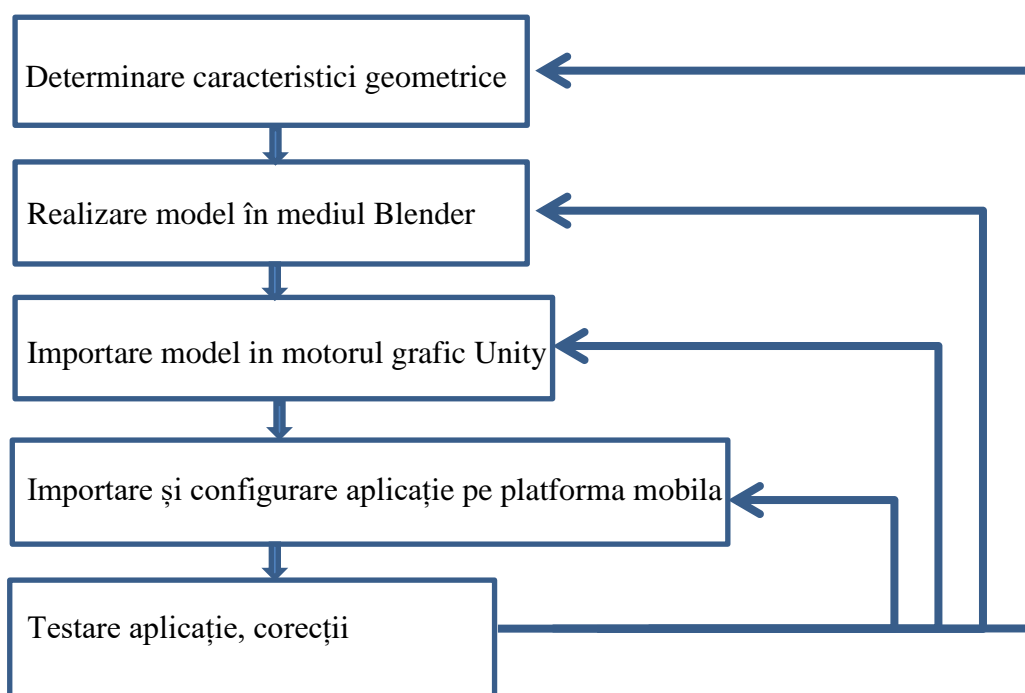 Determinare caracteristici geometrice
Realizare model în mediul Blender
Importare model in motorul grafic Unity
Importare și configurare aplicație pe platforma mobila
Testare aplicație, corecții